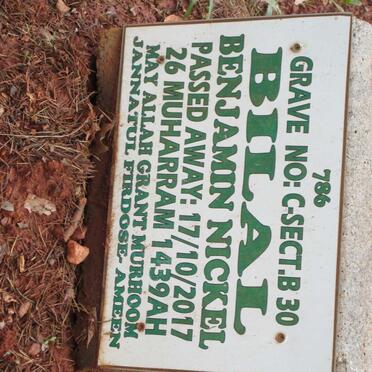 786
GRAVE NO: C-SECT.B 30
BILAL
BENJAMIN NICKEL
PASSED AWAY: 17/10/2017
26 MUHARRAM 1439AH
MAY ALLAH GRANT MURHOOM
JANNATUL FIRDOSE- AMEEN